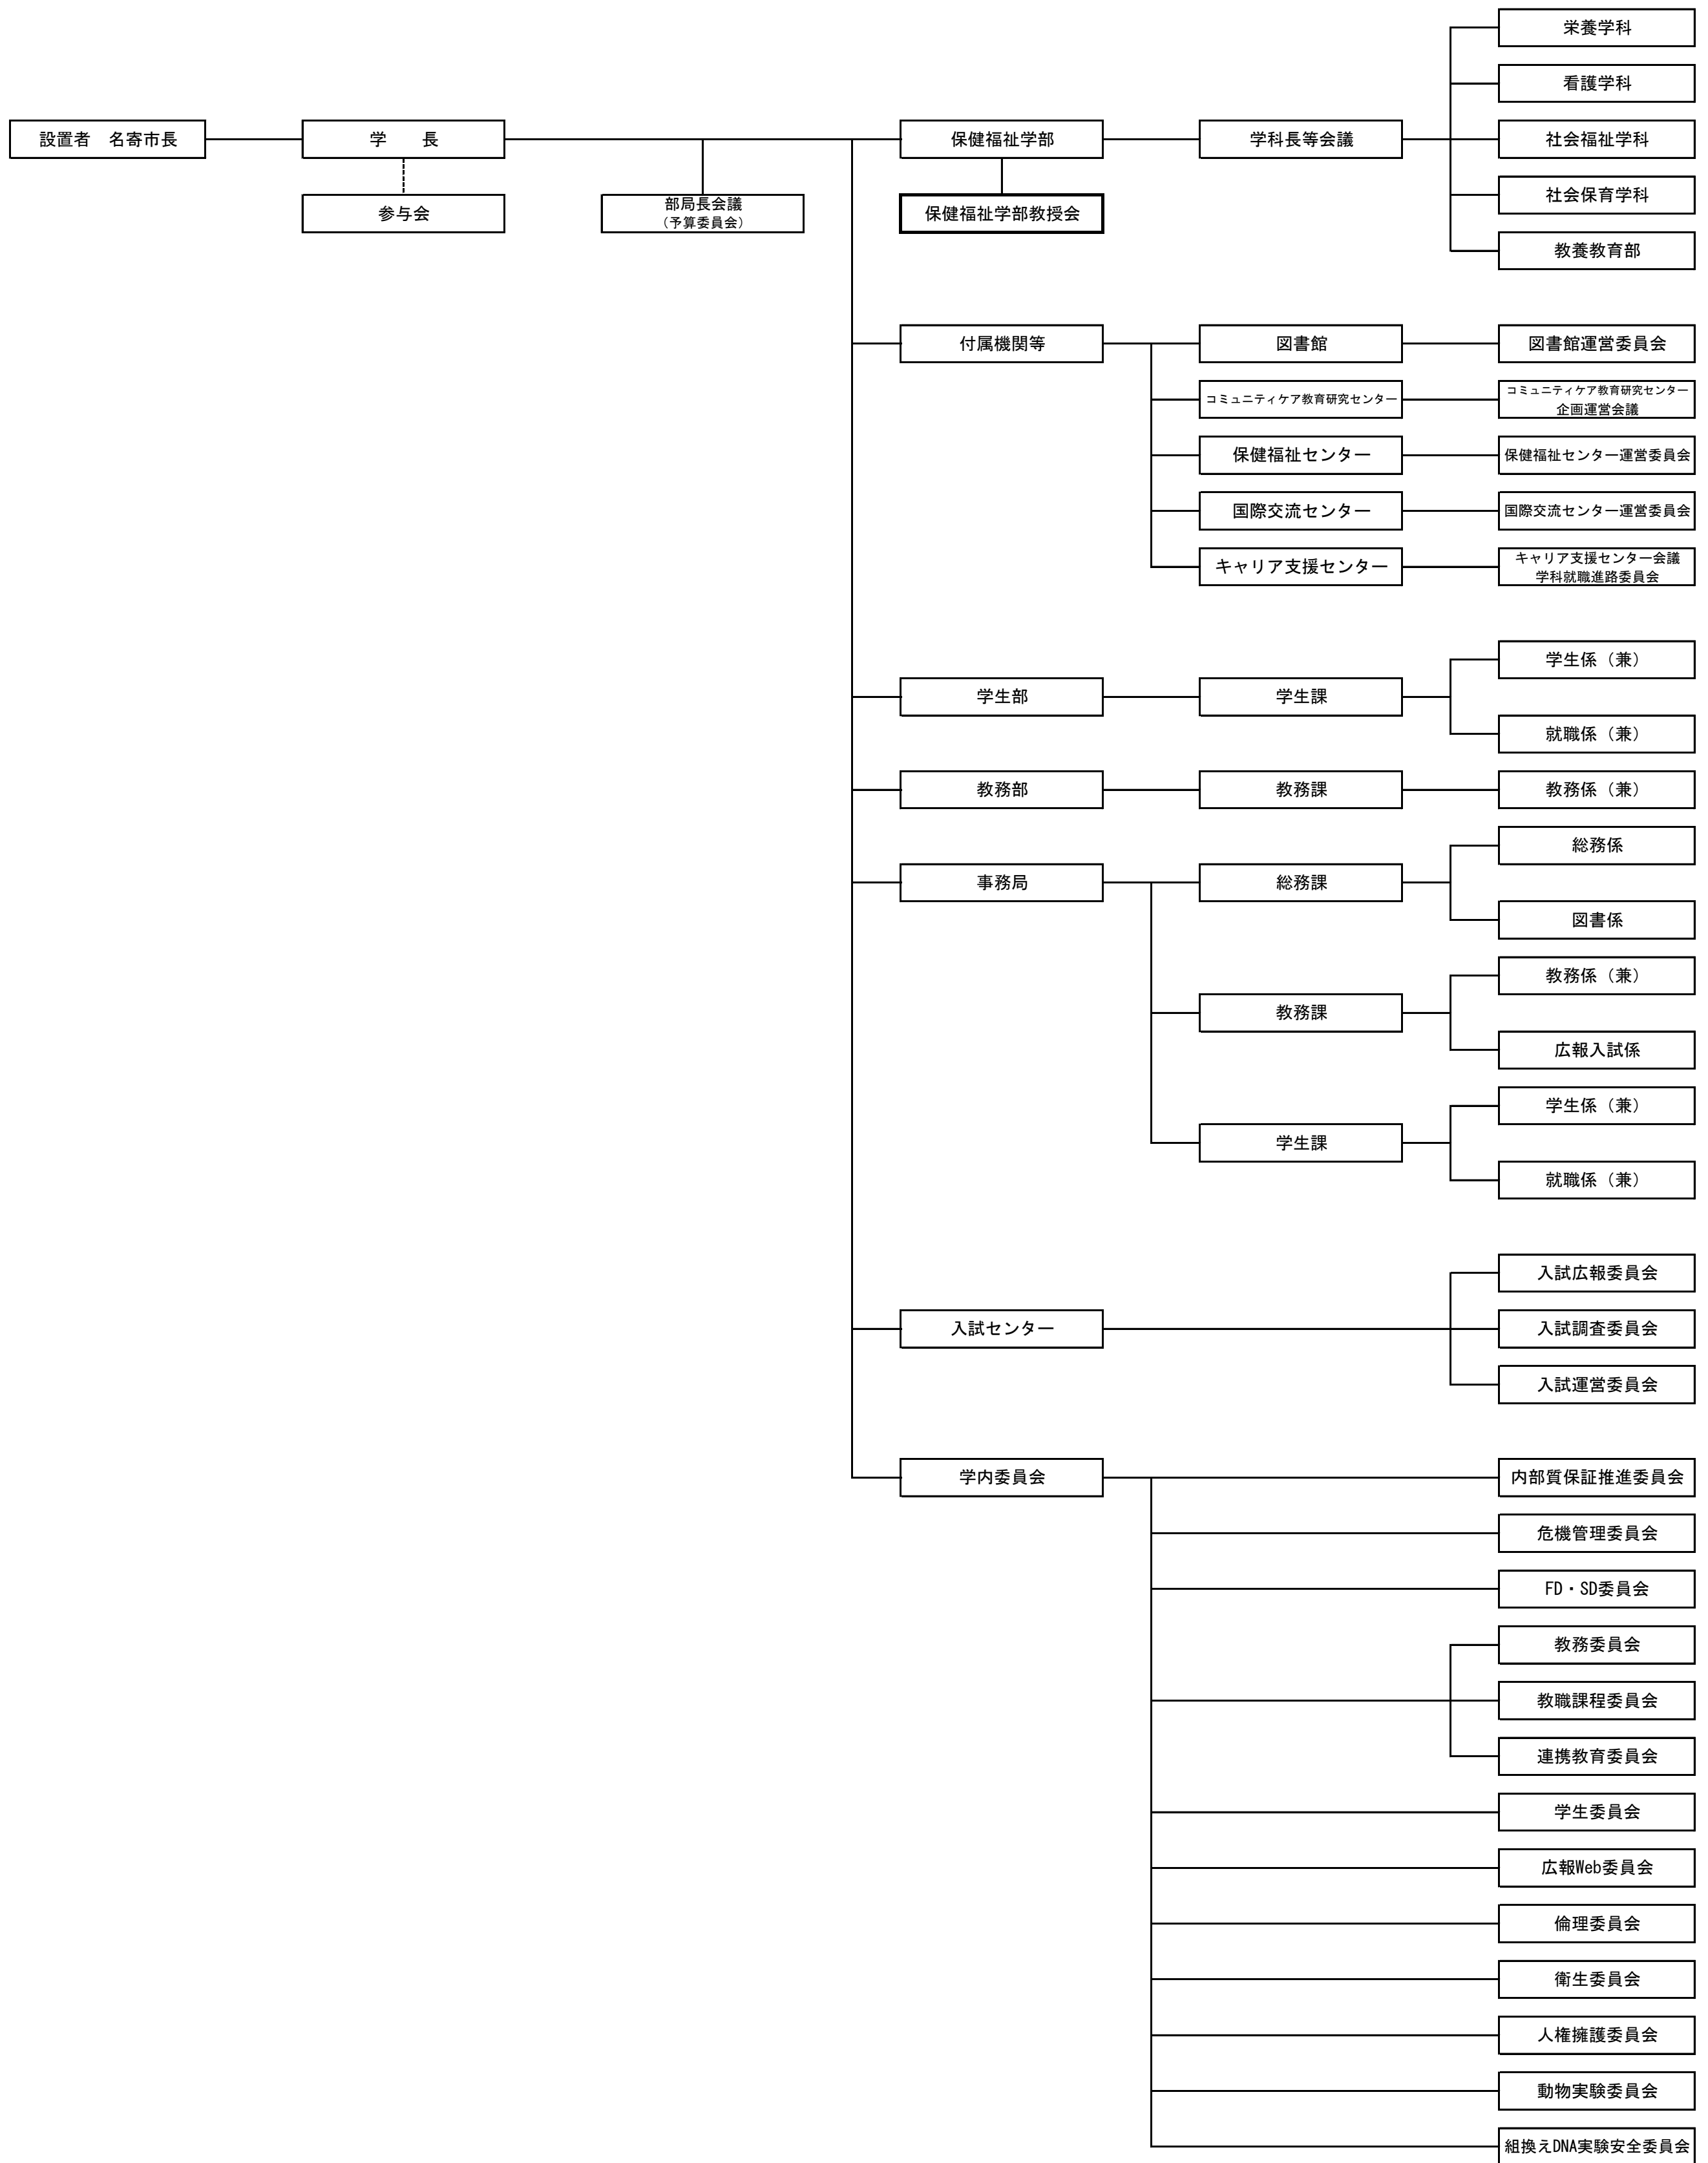 栄養学科
看護学科
設置者　名寄市長
学　　長
保健福祉学部
学科長等会議
社会福祉学科
参与会
部局長会議
（予算委員会）
保健福祉学部教授会
社会保育学科
教養教育部
付属機関等
図書館
図書館運営委員会
コミュニティケア教育研究センター
コミュニティケア教育研究センター
企画運営会議
保健福祉センター
保健福祉センター運営委員会
国際交流センター
国際交流センター運営委員会
キャリア支援センター
キャリア支援センター会議
学科就職進路委員会
学生部
学生課
学生係（兼）
就職係（兼）
教務部
教務課
教務係（兼）
事務局
総務課
総務係
図書係
教務課
教務係（兼）
広報入試係
学生課
学生係（兼）
就職係（兼）
入試センター
入試広報委員会
入試調査委員会
入試運営委員会
学内委員会
内部質保証推進委員会
危機管理委員会
FD・SD委員会
教務委員会
教職課程委員会
連携教育委員会
学生委員会
広報Web委員会
倫理委員会
衛生委員会
人権擁護委員会
動物実験委員会
組換えDNA実験安全委員会